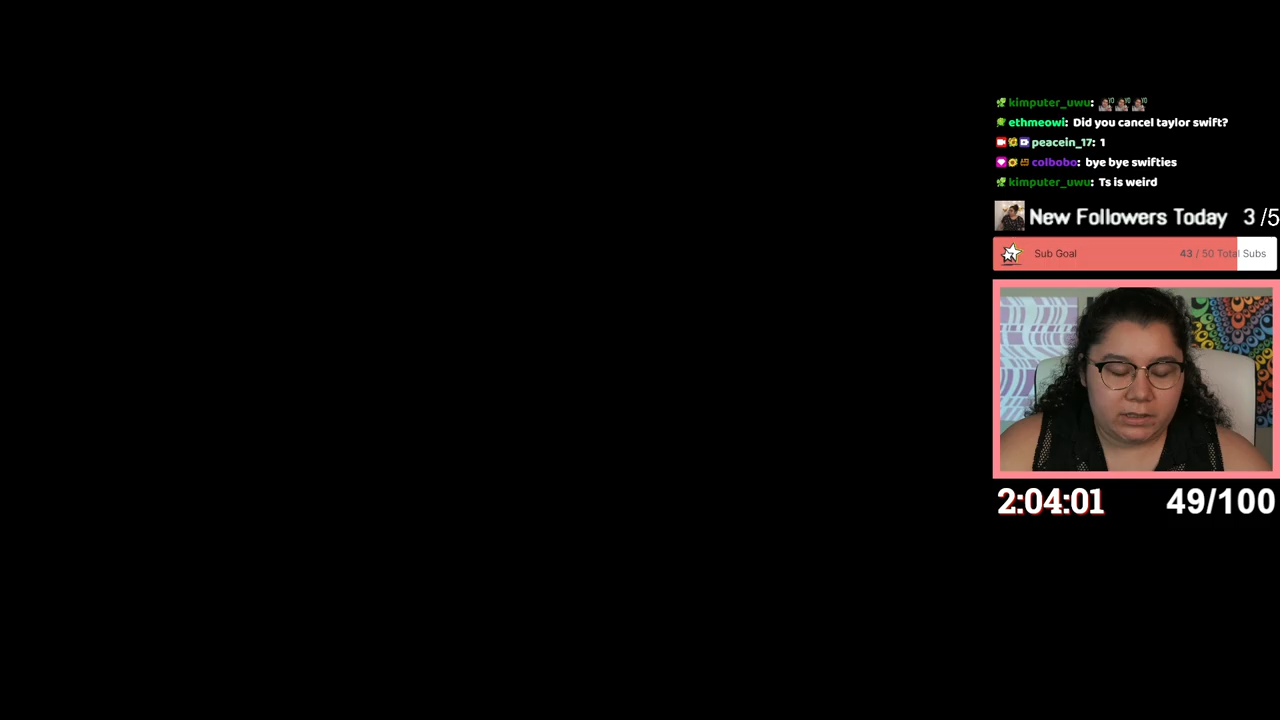 kimputer_uwu:
ethmeowi: Did you cancel taylor swift?
peacein_17: 1
colbobo: bye bye swifties
kimputer_uwu: Ts is weird
New Followers Today 3 /5
Sub Goal 43 / 50 Total Subs
2:04:01 49/100